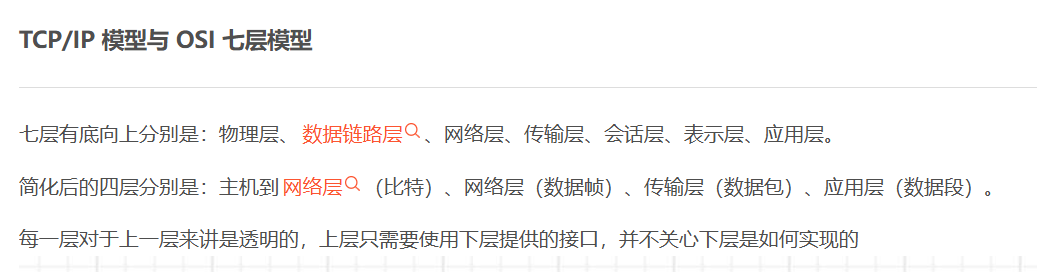 TCP/IP 模型与 OSI 七层模型
七层有底向上分别是：物理层、数据链路层、网络层、传输层、会话层、表示层、应用层。
简化后的四层分别是：主机到网络层（比特）、网络层（数据帧）、传输层（数据包）、应用层（数据段）。
每一层对于上一层来讲是透明的，上层只需要使用下层提供的接口，并不关心下层是如何实现的